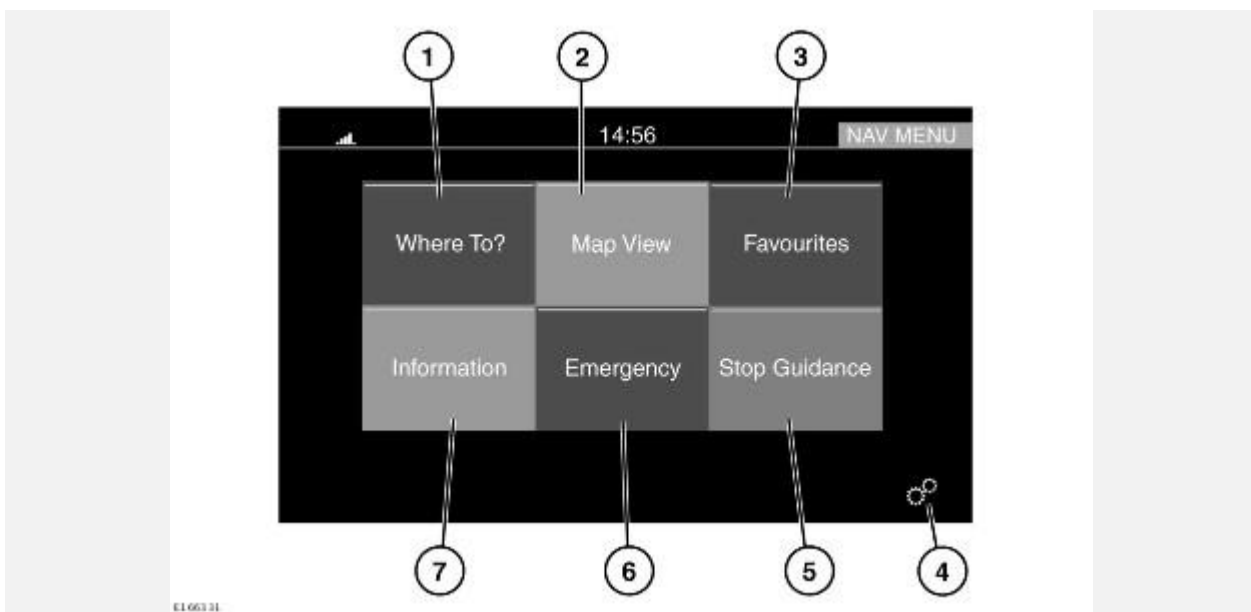 1 2 3
14:56 NAV MENU
Where To? Map View Favourites
Information Emergency Stop Guidance
7 6 5 4
E166331